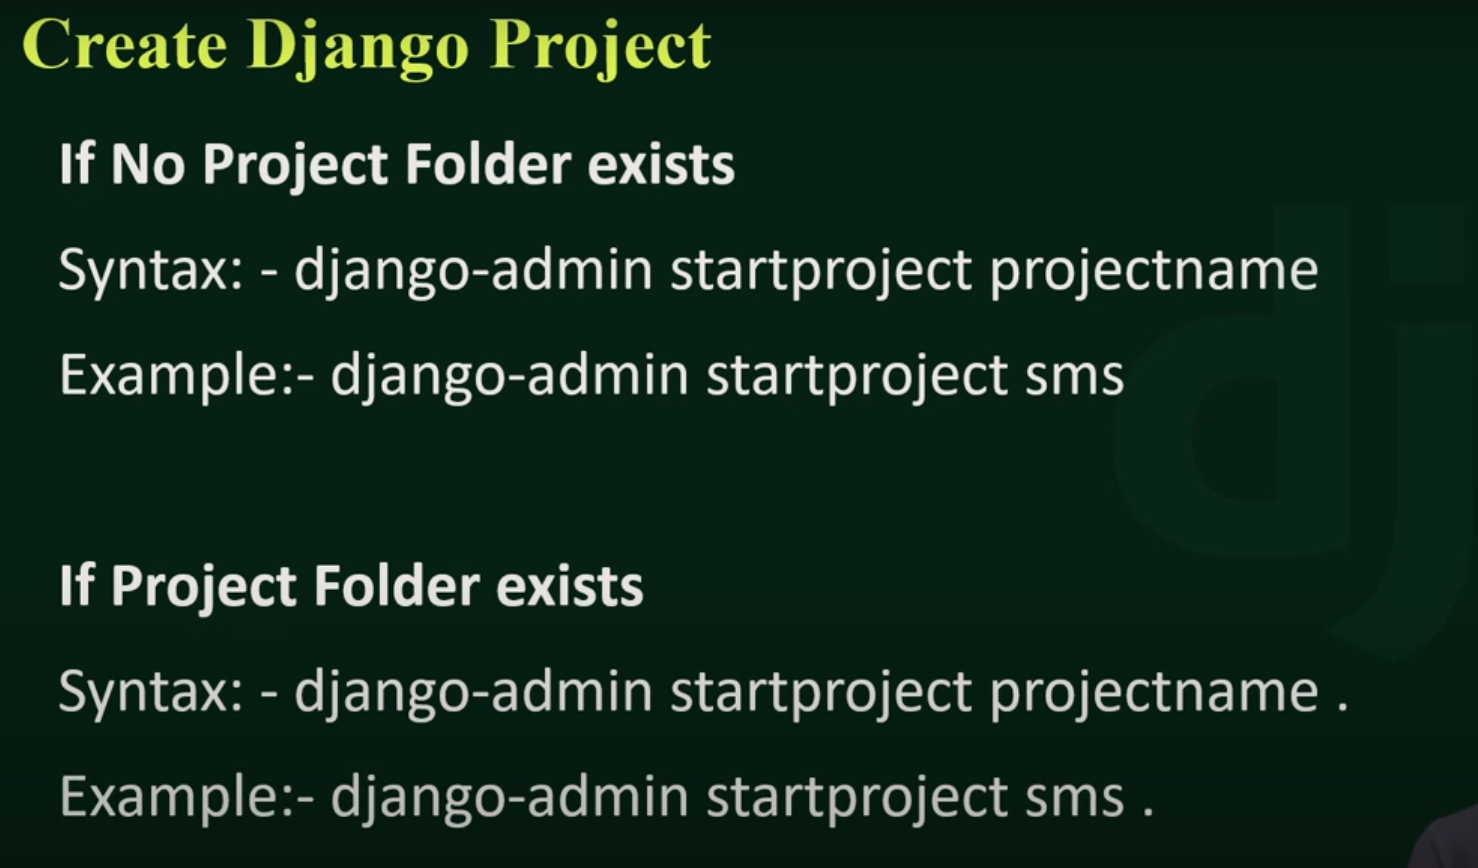 Create Django Project
If No Project Folder exists
Syntax: - django-admin startproject projectname
Example:- django-admin startproject sms
If Project Folder exists
Syntax: - django-admin startproject projectname .
Example:- django-admin startproject sms .
dj